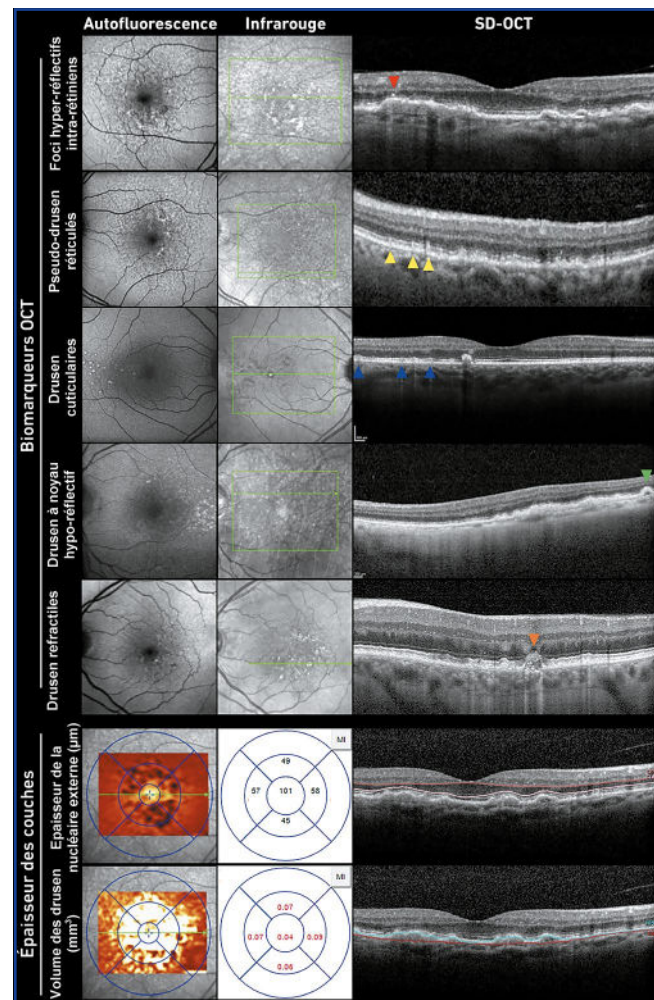 Autofluorescence
Infrarouge
SD-OCT
Biomarqueurs OCT
Foci hyper-réflectifs
intra-rétiniens
Pseudo-drusen
réticulés
Drusen
cuticulaires
Drusen à noyau
hypo-réflectif
Drusen refractiles
Épaisseur des couches
Epaisseur de la
nucléaire externe (µm)
MI
49
57 101 58
45
Volume des drusen
(mm³)
MI
0.07
0.07 0.04 0.09
0.06